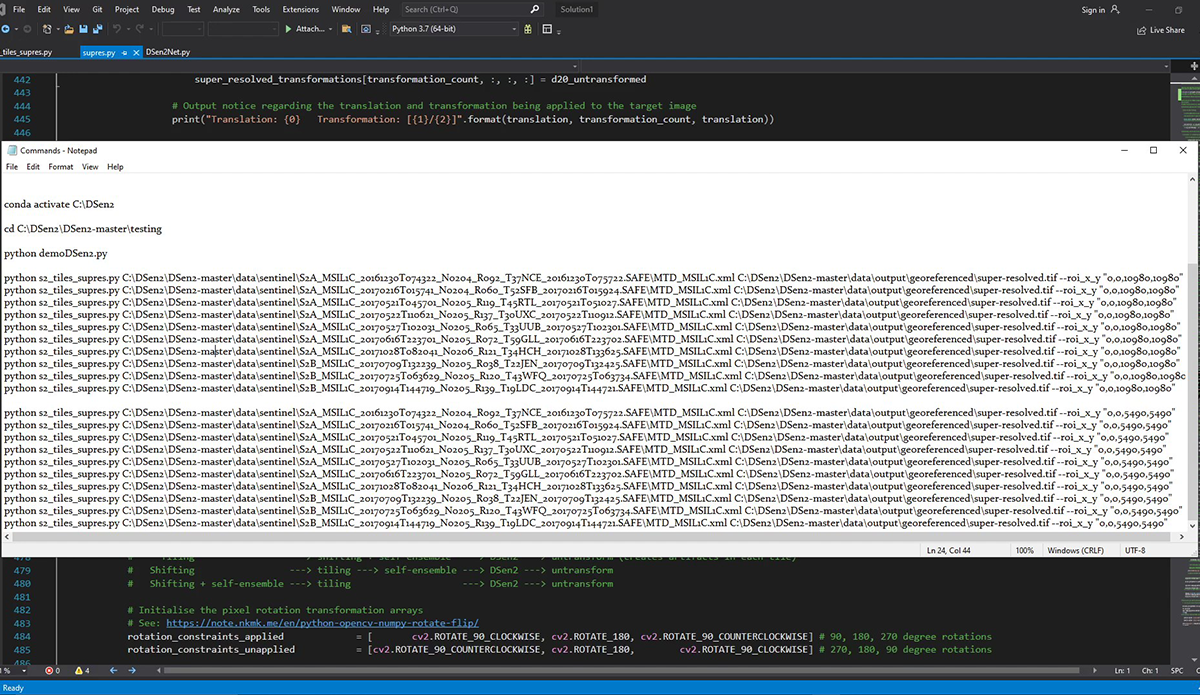 File Edit View Git Project Debug Test Analyze Tools Extensions Window Help Search (Ctrl+Q) Solution1 Sign in
Attach... Python 3.7 (64-bit) Live Share
_tiles_supres.py supres.py DSen2Net.py
442 super_resolved_transformations[transformation_count, :, :, :] = d20_untransformed
443
444 # Output notice regarding the translation and transformation being applied to the target image
445 print("Translation: {0} Transformation: [{1}/{2}]".format(translation, transformation_count, translation))
446
Commands - Notepad
File Edit Format View Help
conda activate C:\DSen2
cd C:\DSen2\DSen2-master\testing
python demoDSen2.py
python s2_tiles_supres.py C:\DSen2\DSen2-master\data\sentinel\S2A_MSIL1C_20161230T074322_N0204_R092_T37NCE_20161230T075722.SAFE\MTD_MSIL1C.xml C:\DSen2\DSen2-master\data\output\georeferenced\super-resolved.tif --roi_x_y "0,0,10980,10980"
python s2_tiles_supres.py C:\DSen2\DSen2-master\data\sentinel\S2A_MSIL1C_20170216T015741_N0204_R060_T52SFB_20170216T015924.SAFE\MTD_MSIL1C.xml C:\DSen2\DSen2-master\data\output\georeferenced\super-resolved.tif --roi_x_y "0,0,10980,10980"
python s2_tiles_supres.py C:\DSen2\DSen2-master\data\sentinel\S2A_MSIL1C_20170521T045701_N0205_R119_T45RTL_20170521T051027.SAFE\MTD_MSIL1C.xml C:\DSen2\DSen2-master\data\output\georeferenced\super-resolved.tif --roi_x_y "0,0,10980,10980"
python s2_tiles_supres.py C:\DSen2\DSen2-master\data\sentinel\S2A_MSIL1C_20170522T110621_N0205_R137_T30UXC_20170522T110912.SAFE\MTD_MSIL1C.xml C:\DSen2\DSen2-master\data\output\georeferenced\super-resolved.tif --roi_x_y "0,0,10980,10980"
python s2_tiles_supres.py C:\DSen2\DSen2-master\data\sentinel\S2A_MSIL1C_20170527T102031_N0205_R065_T33UUB_20170527T102301.SAFE\MTD_MSIL1C.xml C:\DSen2\DSen2-master\data\output\georeferenced\super-resolved.tif --roi_x_y "0,0,10980,10980"
python s2_tiles_supres.py C:\DSen2\DSen2-master\data\sentinel\S2A_MSIL1C_20170616T223701_N0205_R072_T59GLL_20170616T223702.SAFE\MTD_MSIL1C.xml C:\DSen2\DSen2-master\data\output\georeferenced\super-resolved.tif --roi_x_y "0,0,10980,10980"
python s2_tiles_supres.py C:\DSen2\DSen2-master\data\sentinel\S2A_MSIL1C_20171028T082041_N0206_R121_T34HCH_20171028T133625.SAFE\MTD_MSIL1C.xml C:\DSen2\DSen2-master\data\output\georeferenced\super-resolved.tif --roi_x_y "0,0,10980,10980"
python s2_tiles_supres.py C:\DSen2\DSen2-master\data\sentinel\S2B_MSIL1C_20170709T132239_N0205_R038_T22JEN_20170709T132425.SAFE\MTD_MSIL1C.xml C:\DSen2\DSen2-master\data\output\georeferenced\super-resolved.tif --roi_x_y "0,0,10980,10980"
python s2_tiles_supres.py C:\DSen2\DSen2-master\data\sentinel\S2B_MSIL1C_20170725T063629_N0205_R120_T43WFQ_20170725T063734.SAFE\MTD_MSIL1C.xml C:\DSen2\DSen2-master\data\output\georeferenced\super-resolved.tif --roi_x_y "0,0,10980,1098c
python s2_tiles_supres.py C:\DSen2\DSen2-master\data\sentinel\S2B_MSIL1C_20170914T144719_N0205_R139_T19LDC_20170914T144721.SAFE\MTD_MSIL1C.xml C:\DSen2\DSen2-master\data\output\georeferenced\super-resolved.tif --roi_x_y "0,0,10980,10980"
python s2_tiles_supres.py C:\DSen2\DSen2-master\data\sentinel\S2A_MSIL1C_20161230T074322_N0204_R092_T37NCE_20161230T075722.SAFE\MTD_MSIL1C.xml C:\DSen2\DSen2-master\data\output\georeferenced\super-resolved.tif --roi_x_y "0,0,5490,5490"
python s2_tiles_supres.py C:\DSen2\DSen2-master\data\sentinel\S2A_MSIL1C_20170216T015741_N0204_R060_T52SFB_20170216T015924.SAFE\MTD_MSIL1C.xml C:\DSen2\DSen2-master\data\output\georeferenced\super-resolved.tif --roi_x_y "0,0,5490,5490"
python s2_tiles_supres.py C:\DSen2\DSen2-master\data\sentinel\S2A_MSIL1C_20170521T045701_N0205_R119_T45RTL_20170521T051027.SAFE\MTD_MSIL1C.xml C:\DSen2\DSen2-master\data\output\georeferenced\super-resolved.tif --roi_x_y "0,0,5490,5490"
python s2_tiles_supres.py C:\DSen2\DSen2-master\data\sentinel\S2A_MSIL1C_20170522T110621_N0205_R137_T30UXC_20170522T110912.SAFE\MTD_MSIL1C.xml C:\DSen2\DSen2-master\data\output\georeferenced\super-resolved.tif --roi_x_y "0,0,5490,5490"
python s2_tiles_supres.py C:\DSen2\DSen2-master\data\sentinel\S2A_MSIL1C_20170527T102031_N0205_R065_T33UUB_20170527T102301.SAFE\MTD_MSIL1C.xml C:\DSen2\DSen2-master\data\output\georeferenced\super-resolved.tif --roi_x_y "0,0,5490,5490"
python s2_tiles_supres.py C:\DSen2\DSen2-master\data\sentinel\S2A_MSIL1C_20170616T223701_N0205_R072_T59GLL_20170616T223702.SAFE\MTD_MSIL1C.xml C:\DSen2\DSen2-master\data\output\georeferenced\super-resolved.tif --roi_x_y "0,0,5490,5490"
python s2_tiles_supres.py C:\DSen2\DSen2-master\data\sentinel\S2A_MSIL1C_20171028T082041_N0206_R121_T34HCH_20171028T133625.SAFE\MTD_MSIL1C.xml C:\DSen2\DSen2-master\data\output\georeferenced\super-resolved.tif --roi_x_y "0,0,5490,5490"
python s2_tiles_supres.py C:\DSen2\DSen2-master\data\sentinel\S2B_MSIL1C_20170709T132239_N0205_R038_T22JEN_20170709T132425.SAFE\MTD_MSIL1C.xml C:\DSen2\DSen2-master\data\output\georeferenced\super-resolved.tif --roi_x_y "0,0,5490,5490"
python s2_tiles_supres.py C:\DSen2\DSen2-master\data\sentinel\S2B_MSIL1C_20170725T063629_N0205_R120_T43WFQ_20170725T063734.SAFE\MTD_MSIL1C.xml C:\DSen2\DSen2-master\data\output\georeferenced\super-resolved.tif --roi_x_y "0,0,5490,5490"
python s2_tiles_supres.py C:\DSen2\DSen2-master\data\sentinel\S2B_MSIL1C_20170914T144719_N0205_R139_T19LDC_20170914T144721.SAFE\MTD_MSIL1C.xml C:\DSen2\DSen2-master\data\output\georeferenced\super-resolved.tif --roi_x_y "0,0,5490,5490"
Ln 24, Col 44 100% Windows (CRLF) UTF-8
479 # Shifting ---> tiling ---> self-ensemble ---> DSen2 ---> untransform
480 # Shifting + self-ensemble ---> tiling ---> DSen2 ---> untransform
481
482 # Initialise the pixel rotation transformation arrays
483 # See: https://note.nkmk.me/en/python-opencv-numpy-rotate-flip/
484 rotation_constraints_applied = [ cv2.ROTATE_90_CLOCKWISE, cv2.ROTATE_180, cv2.ROTATE_90_COUNTERCLOCKWISE] # 90, 180, 270 degree rotations
485 rotation_constraints_unapplied = [cv2.ROTATE_90_COUNTERCLOCKWISE, cv2.ROTATE_180, cv2.ROTATE_90_CLOCKWISE] # 270, 180, 90 degree rotations
486
% 0 4 Ln: 1 Ch: 1 SPC
Ready